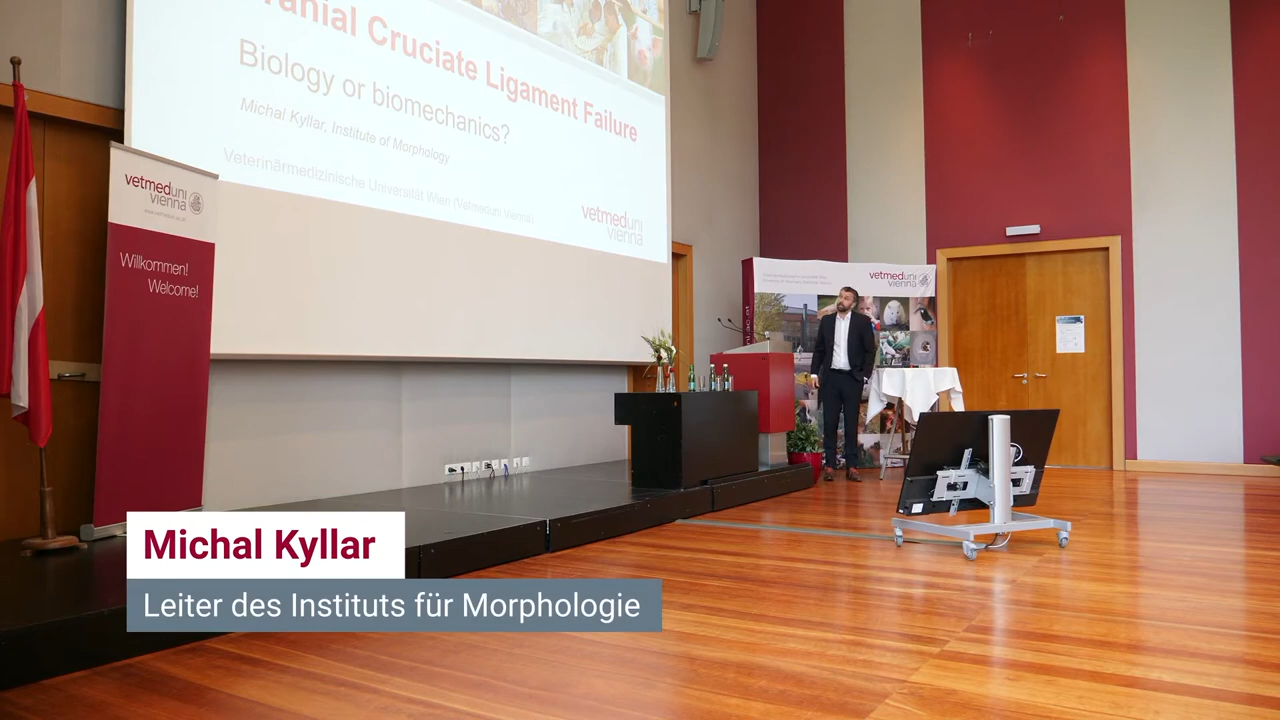 ranial Cruciate Ligament Failure
Biology or biomechanics?
Michal Kyllar, Institute of Morphology
Veterinärmedizinische Universität Wien (Vetmeduni Vienna)
vetmeduni
vienna
vetmeduni
vienna
Willkommen!
Welcome!
vetmeduni
vienna
Michal Kyllar
Leiter des Instituts für Morphologie